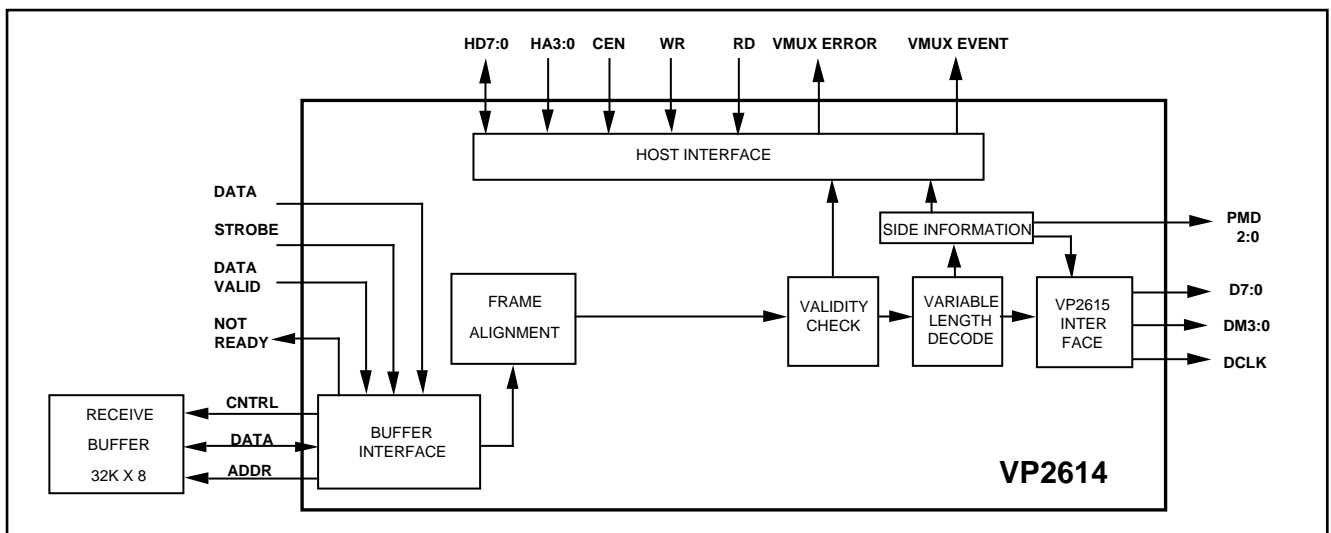 HD7:0 HA3:0 CEN WR RD VMUX ERROR VMUX EVENT
HOST INTERFACE
DATA
STROBE
DATA
VALID
NOT
READY
SIDE INFORMATION
PMD
2:0
FRAME
ALIGNMENT
VALIDITY
CHECK
VARIABLE
LENGTH
DECODE
VP2615
INTER
FACE
D7:0
DM3:0
DCLK
RECEIVE
BUFFER
32K X 8
CNTRL
DATA
ADDR
BUFFER
INTERFACE
VP2614